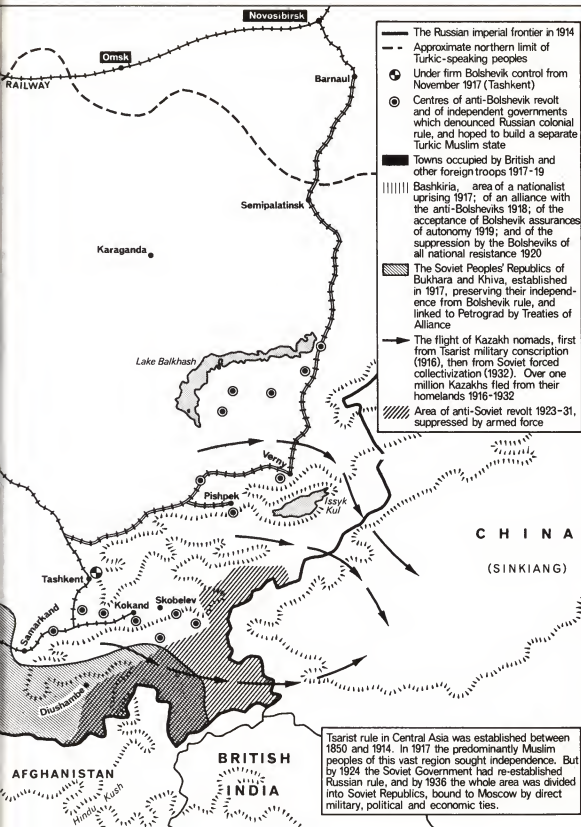 Novosibirsk
Omsk
RAILWAY
Barnaul
Semipalatinsk
Karaganda
Lake Balkhash
Verny
Pishpek
Issyk
Kul
CHINA
(SINKIANG)
Tashkent
Skobelev
Kokand
Samarkand
Diushambe
AFGHANISTAN
Hindu Kush
BRITISH
INDIA
The Russian imperial frontier in 1914
Approximate northern limit of
Turkic-speaking peoples
Under firm Bolshevik control from
November 1917 (Tashkent)
Centres of anti-Bolshevik revolt
and of independent governments
which denounced Russian colonial
rule, and hoped to build a separate
Turkic Muslim state
Towns occupied by British and
other foreign troops 1917-19
Bashkiria, area of a nationalist
uprising 1917; of an alliance with
the anti-Bolsheviks 1918; of the
acceptance of Bolshevik assurances
of autonomy 1919; and of the
suppression by the Bolsheviks of
all national resistance 1920
The Soviet Peoples' Republics of
Bukhara and Khiva, established
in 1917, preserving their independ-
ence from Bolshevik rule, and
linked to Petrograd by Treaties of
Alliance
The flight of Kazakh nomads, first
from Tsarist military conscription
(1916), then from Soviet forced
collectivization (1932). Over one
million Kazakhs fled from their
homelands 1916-1932
Area of anti-Soviet revolt 1923-31,
suppressed by armed force
Tsarist rule in Central Asia was established between
1850 and 1914. In 1917 the predominantly Muslim
peoples of this vast region sought independence. But
by 1924 the Soviet Government had re-established
Russian rule, and by 1936 the whole area was divided
into Soviet Republics, bound to Moscow by direct
military, political and economic ties.